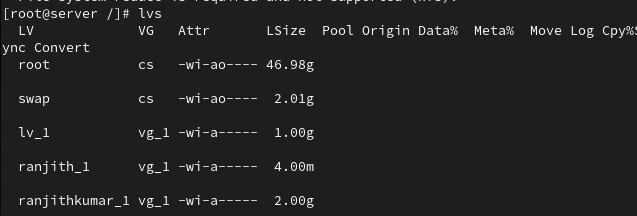 [root@server /]# lvs
LV VG Attr LSize Pool Origin Data% Meta% Move Log Cpy%S
ync Convert
root cs -wi-ao---- 46.98g
swap cs -wi-ao---- 2.01g
lv_1 vg_1 -wi-a----- 1.00g
ranjith_1 vg_1 -wi-a----- 4.00m
ranjithkumar_1 vg_1 -wi-a----- 2.00g